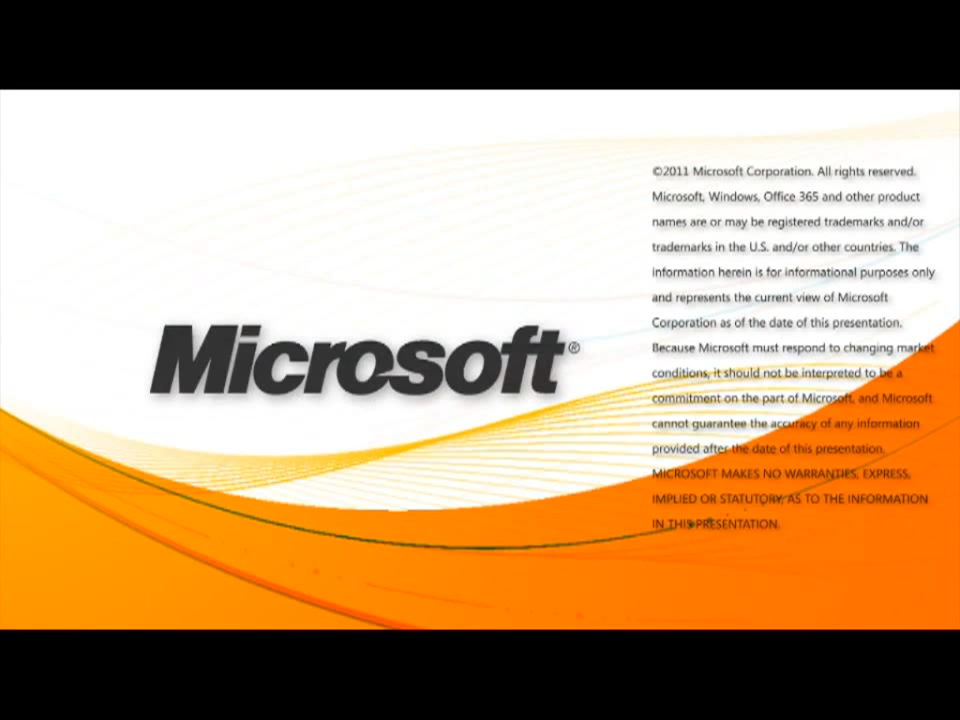 Microsoft®
©2011 Microsoft Corporation. All rights reserved.
Microsoft, Windows, Office 365 and other product
names are or may be registered trademarks and/or
trademarks in the U.S. and/or other countries. The
information herein is for informational purposes only
and represents the current view of Microsoft
Corporation as of the date of this presentation.
Because Microsoft must respond to changing market
conditions, it should not be interpreted to be a
commitment on the part of Microsoft, and Microsoft
cannot guarantee the accuracy of any information
provided after the date of this presentation.
MICROSOFT MAKES NO WARRANTIES, EXPRESS,
IMPLIED OR STATUTORY, AS TO THE INFORMATION
IN THIS PRESENTATION.